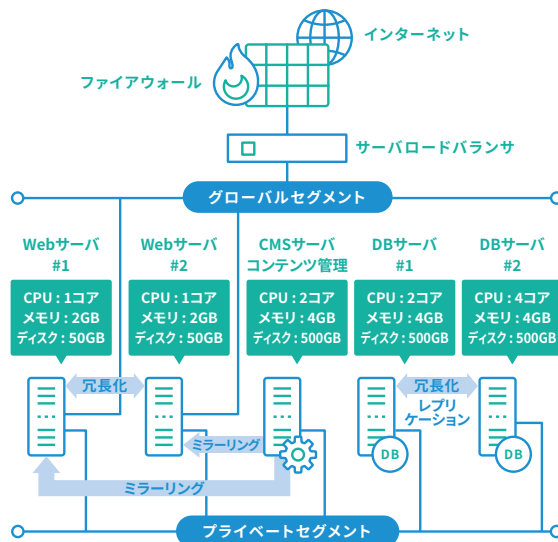 インターネット
ファイアウォール
サーバロードバランサ
グローバルセグメント
Webサーバ
#1
Webサーバ
#2
CMSサーバ
コンテンツ管理
DBサーバ
#1
DBサーバ
#2
CPU：1コア
メモリ：2GB
ディスク：50GB
CPU：1コア
メモリ：2GB
ディスク：50GB
CPU：2コア
メモリ：4GB
ディスク：500GB
CPU：2コア
メモリ：4GB
ディスク：500GB
CPU：4コア
メモリ：4GB
ディスク：500GB
冗長化
冗長化
レプリ
ケーション
ミラーリング
DB
DB
ミラーリング
プライベートセグメント